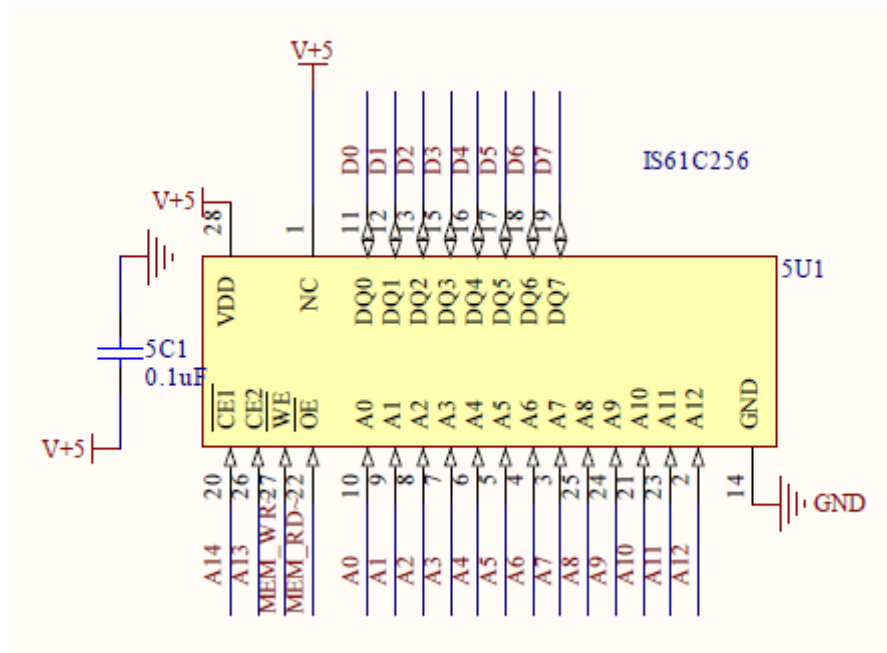 V+5
D0
D1
D2
D3
D4
D5
D6
D7
IS61C256
V+5
28
1
11
12
13
15
16
17
18
19
5U1
VDD
NC
DQ0
DQ1
DQ2
DQ3
DQ4
DQ5
DQ6
DQ7
5C1
0.1uF
CE1
CE2
WE
OE
A0
A1
A2
A3
A4
A5
A6
A7
A8
A9
A10
A11
A12
GND
V+5
20
26
27
22
10
9
8
7
6
5
4
3
25
24
21
23
2
14
GND
A14
A13
MEM_WR~
MEM_RD~
A0
A1
A2
A3
A4
A5
A6
A7
A8
A9
A10
A11
A12